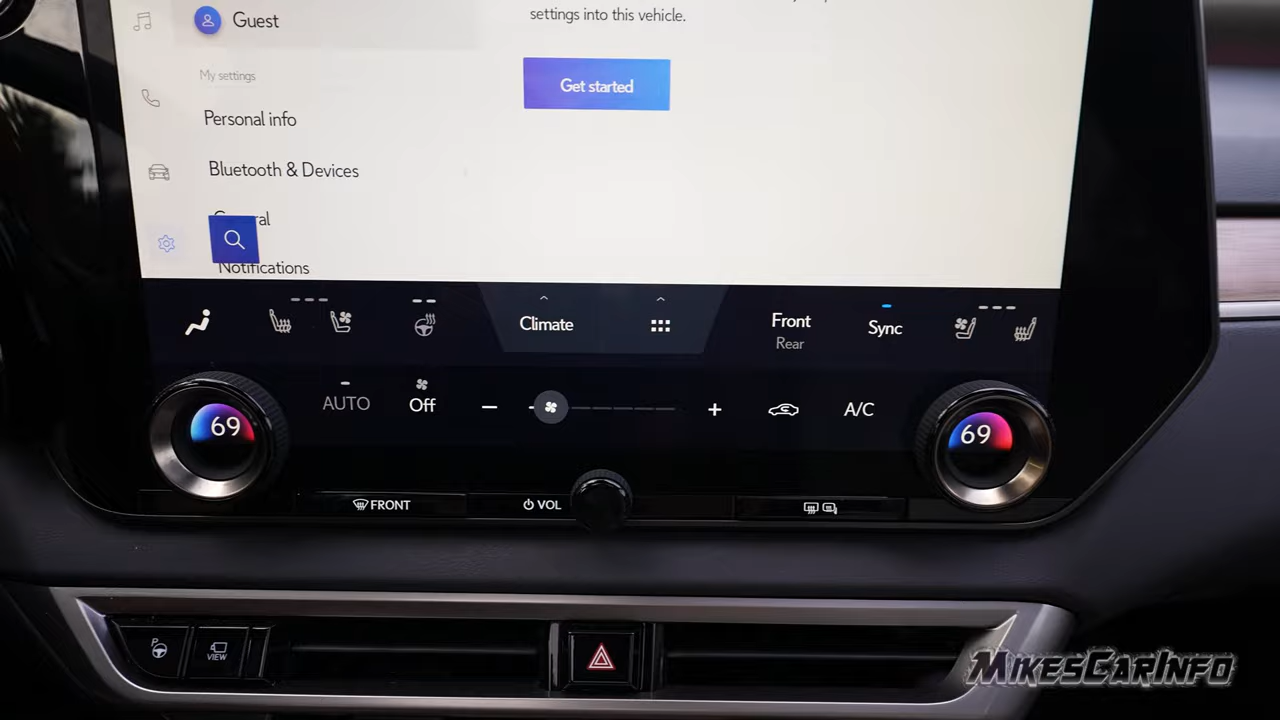 settings into this vehicle.
Guest
Get started
My settings
Personal info
Bluetooth & Devices
Notifications
Climate
Front
Rear
Sync
AUTO
Off
A/C
69
69
FRONT
VOL
P
VIEW
MIKESCARINFO